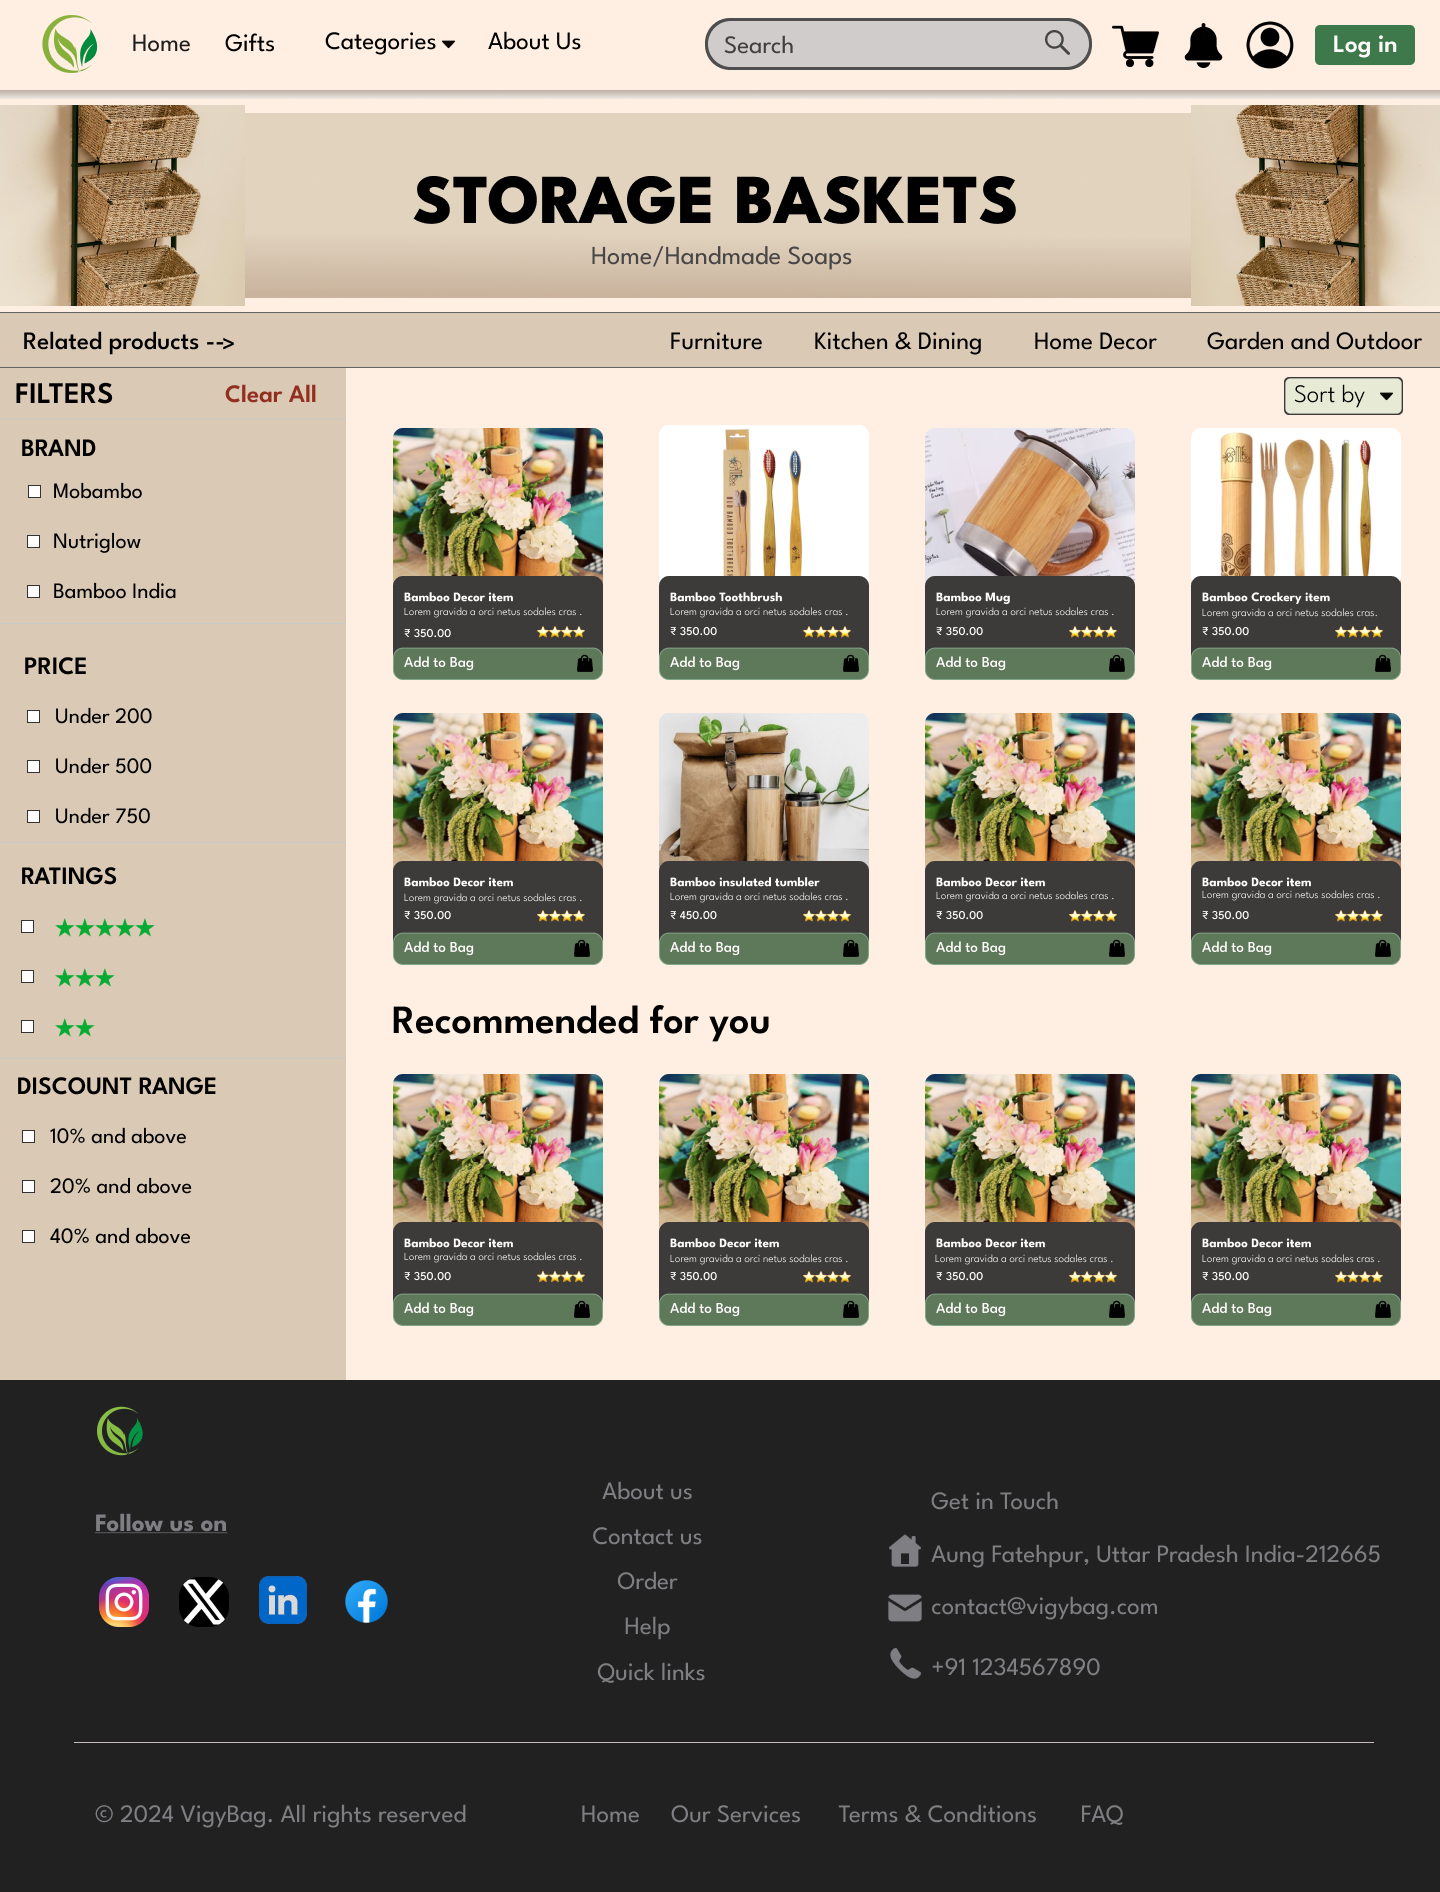 Home Gifts Categories About Us Search Log in
STORAGE BASKETS
Home/Handmade Soaps
Related products --> Furniture Kitchen & Dining Home Decor Garden and Outdoor
FILTERS Clear All
Sort by
BRAND
Mobambo
Nutriglow
Bamboo India
PRICE
Under 200
Under 500
Under 750
RATINGS
DISCOUNT RANGE
10% and above
20% and above
40% and above
Bamboo Decor item
Lorem gravida a orci netus sodales cras .
₹ 350.00
Add to Bag
Bamboo Toothbrush
Lorem gravida a orci netus sodales cras .
₹ 350.00
Add to Bag
Bamboo Mug
Lorem gravida a orci netus sodales cras .
₹ 350.00
Add to Bag
Bamboo Crockery item
Lorem gravida a orci netus sodales cras.
₹ 350.00
Add to Bag
Bamboo Decor item
Lorem gravida a orci netus sodales cras .
₹ 350.00
Add to Bag
Bamboo insulated tumbler
Lorem gravida a orci netus sodales cras .
₹ 450.00
Add to Bag
Bamboo Decor item
Lorem gravida a orci netus sodales cras .
₹ 350.00
Add to Bag
Bamboo Decor item
Lorem gravida a orci netus sodales cras .
₹ 350.00
Add to Bag
Recommended for you
Bamboo Decor item
Lorem gravida a orci netus sodales cras .
₹ 350.00
Add to Bag
Bamboo Decor item
Lorem gravida a orci netus sodales cras .
₹ 350.00
Add to Bag
Bamboo Decor item
Lorem gravida a orci netus sodales cras .
₹ 350.00
Add to Bag
Bamboo Decor item
Lorem gravida a orci netus sodales cras .
₹ 350.00
Add to Bag
Follow us on
About us
Contact us
Order
Help
Quick links
Get in Touch
Aung Fatehpur, Uttar Pradesh India-212665
contact@vigybag.com
+91 1234567890
© 2024 VigyBag. All rights reserved Home Our Services Terms & Conditions FAQ